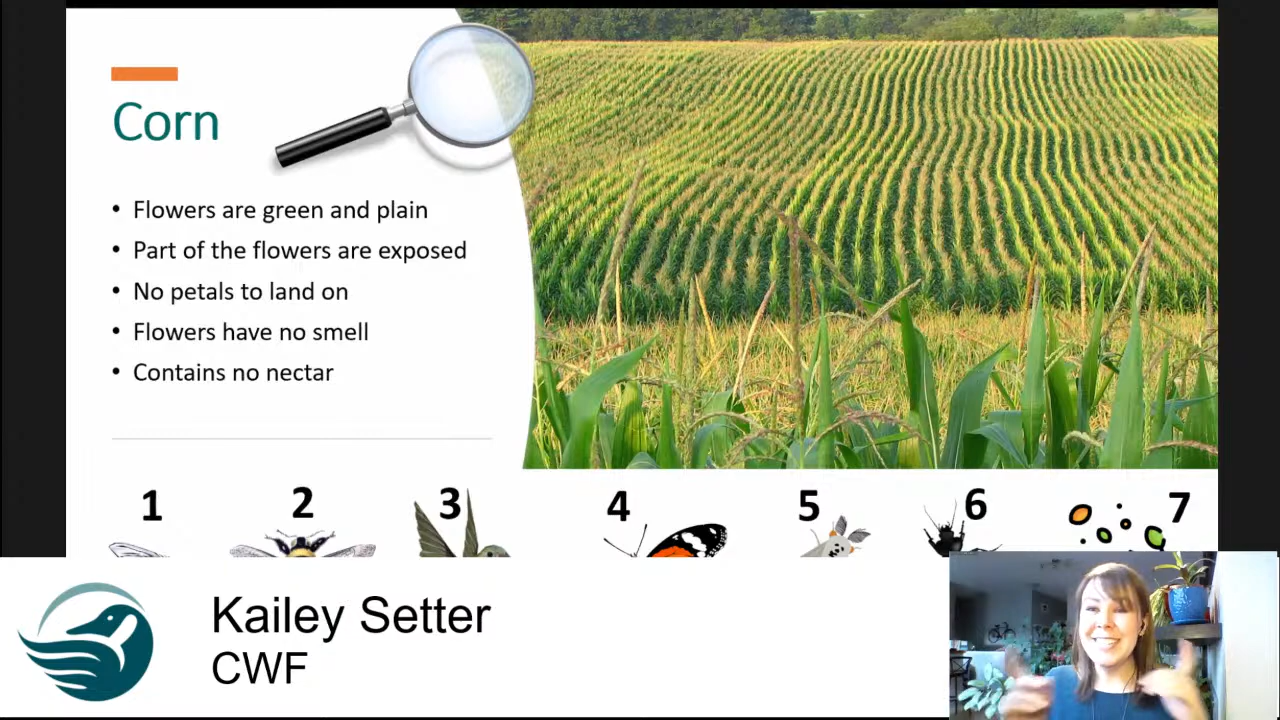 Corn
• Flowers are green and plain
• Part of the flowers are exposed
• No petals to land on
• Flowers have no smell
• Contains no nectar
1 2 3 4 5 6 7
Kailey Setter
CWF